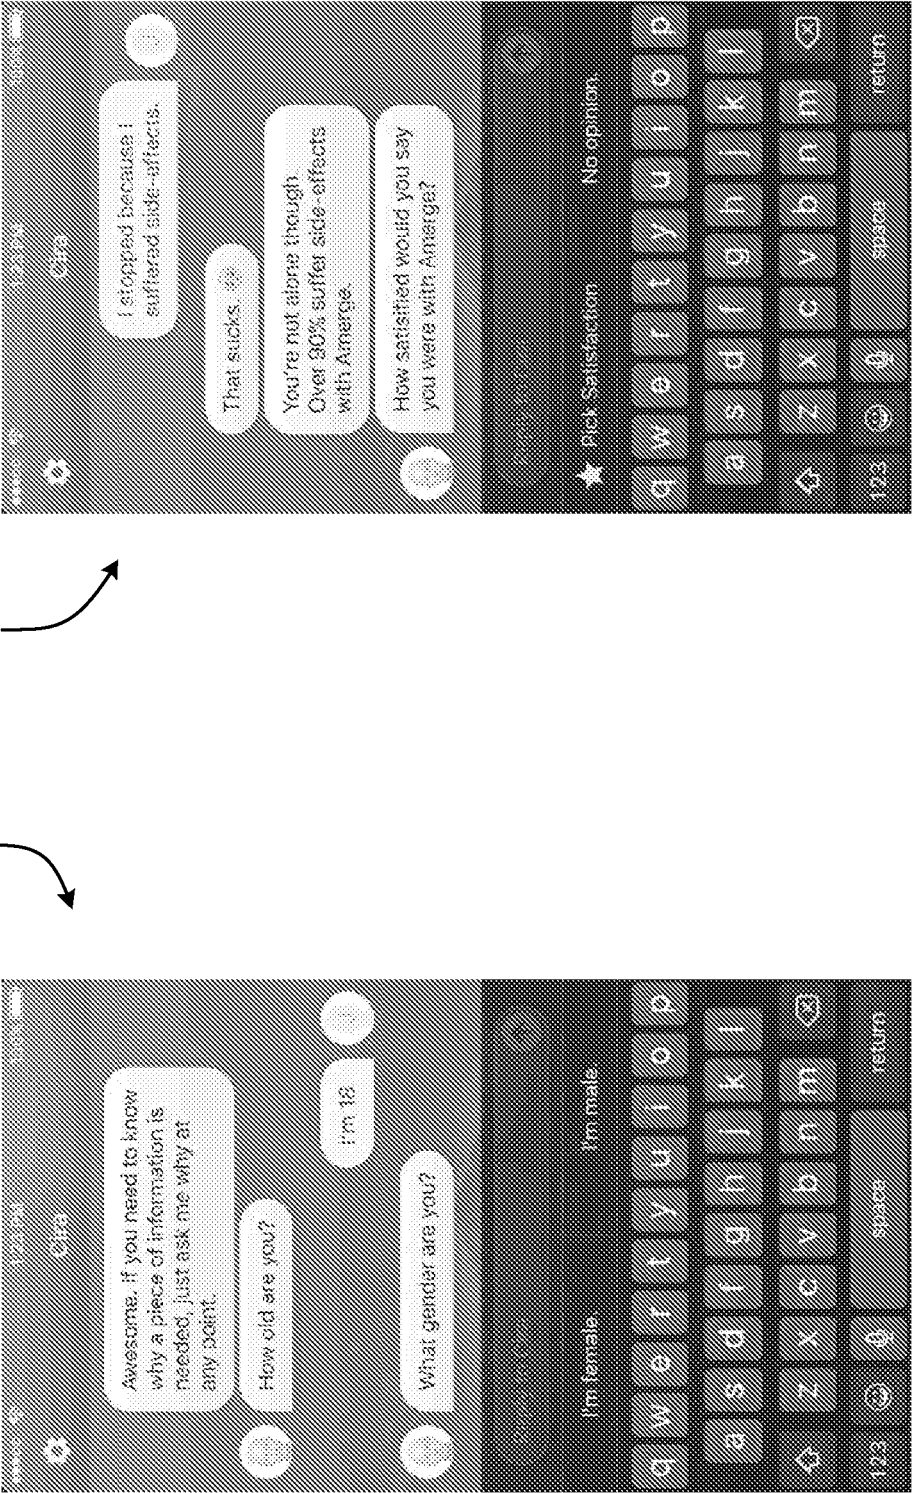 Cira
Awesome. If you need to know
why a piece of information is
needed, just ask me why at
any point.
How old are you?
I'm 18
What gender are you?
I'm female.
I'm male.
q w e r t y u i o p
a s d f g h j k l
z x c v b n m
123
space
return
Cira
I stopped because I
suffered side-effects.
That sucks.
You're not alone though
Over 90% suffer side-effects
with Amerge.
How satisified would you say
you were with Amerge?
Pick Satisfaction
No opinion.
q w e r t y u i o p
a s d f g h j k l
z x c v b n m
123
space
return